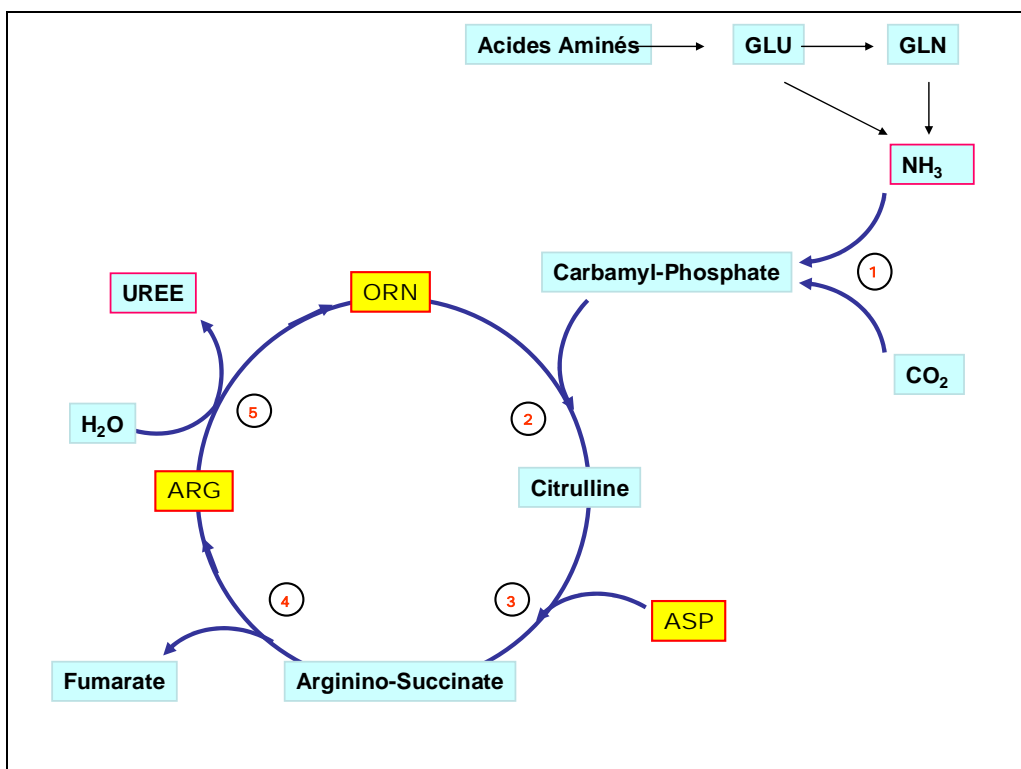 Acides Aminés
GLU
GLN
NH₃
Carbamyl-Phosphate
1
UREE
ORN
CO₂
H₂O
5
2
ARG
Citrulline
4
3
ASP
Fumarate
Arginino-Succinate